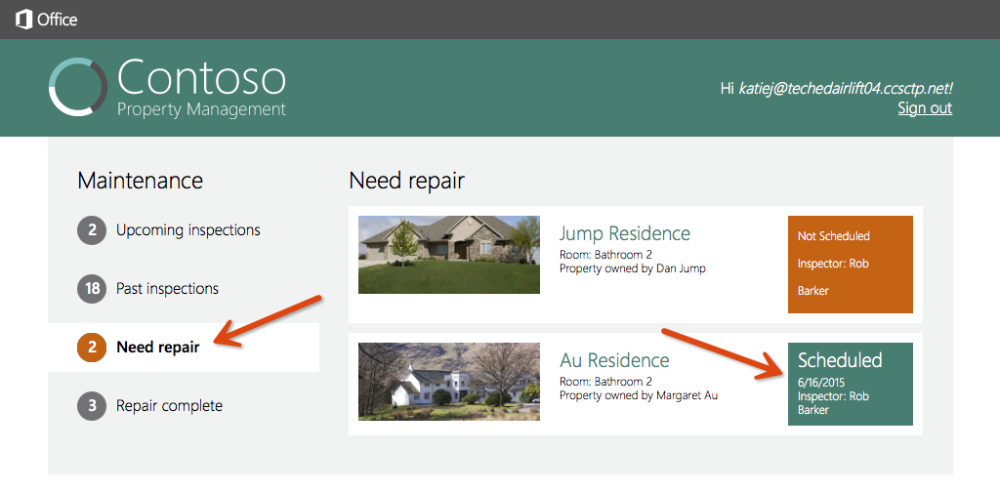 Office
Contoso
Property Management
Hi katiej@techedairlift04.ccsctp.net!
Sign out
Maintenance
2 Upcoming inspections
18 Past inspections
2 Need repair
3 Repair complete
Need repair
Jump Residence
Room: Bathroom 2
Property owned by Dan Jump
Not Scheduled
Inspector: Rob
Barker
Au Residence
Room: Bathroom 2
Property owned by Margaret Au
Scheduled
6/16/2015
Inspector: Rob
Barker